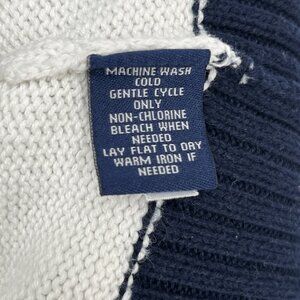 MACHINE WASH
COLD
GENTLE CYCLE
ONLY
NON-CHLORINE
BLEACH WHEN
NEEDED
LAY FLAT TO DRY
WARM IRON IF
NEEDED